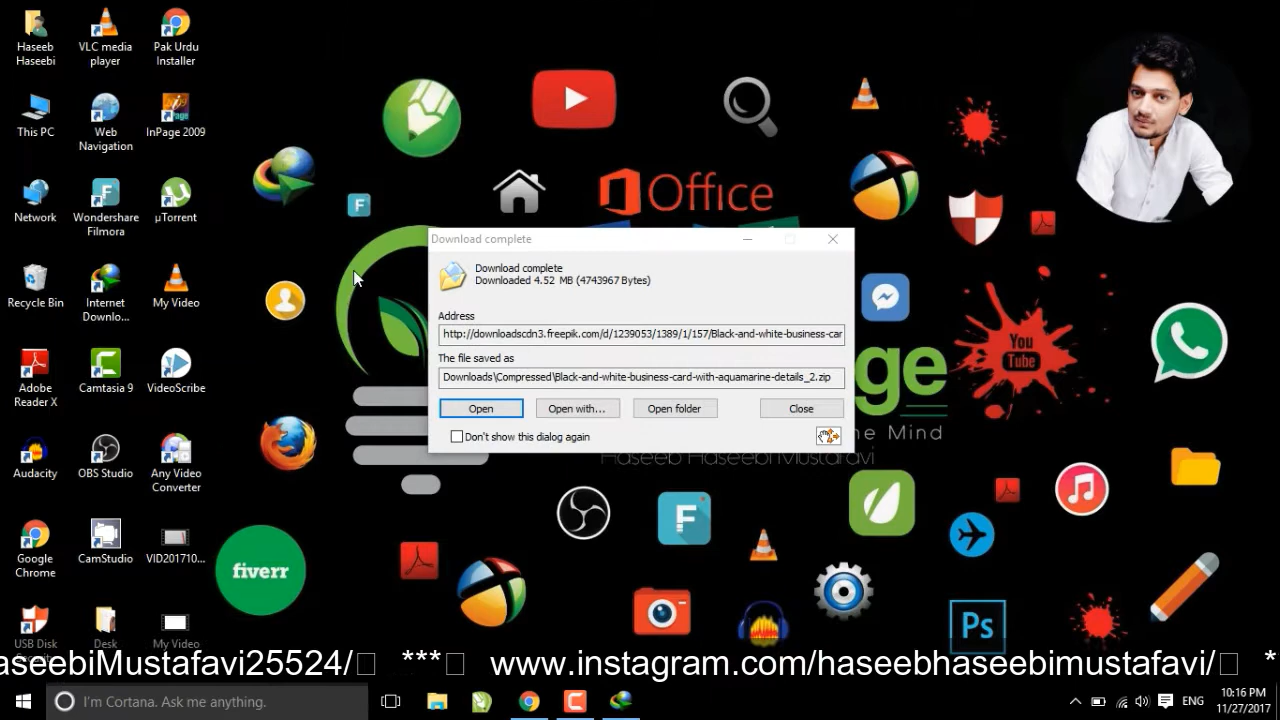 Haseeb
Haseebi
VLC media
player
Pak Urdu
Installer
This PC
Web
Navigation
InPage 2009
Network
Wondershare
Filmora
µTorrent
Recycle Bin
Internet
Downlo...
My Video
Adobe
Reader X
Camtasia 9
VideoScribe
Audacity
OBS Studio
Any Video
Converter
Google
Chrome
CamStudio
VID201710...
USB Disk
Desk
My Video
Office
F
You
Tube
ge
ne Mind
Haseeb Haseebi Mustafavi
fiverr
F
Ps
Download complete
Download complete
Downloaded 4.52 MB (4743967 Bytes)
Address
http://downloadscdn3.freepik.com/d/1239053/1389/1/157/Black-and-white-business-car
The file saved as
Downloads\Compressed\Black-and-white-business-card-with-aquamarine-details_2.zip
Open
Open with...
Open folder
Close
Don't show this dialog again
aseebiMustafavi25524/ *** www.instagram.com/haseebhaseebimustafavi/ *
I'm Cortana. Ask me anything.
ENG
10:16 PM
11/27/2017